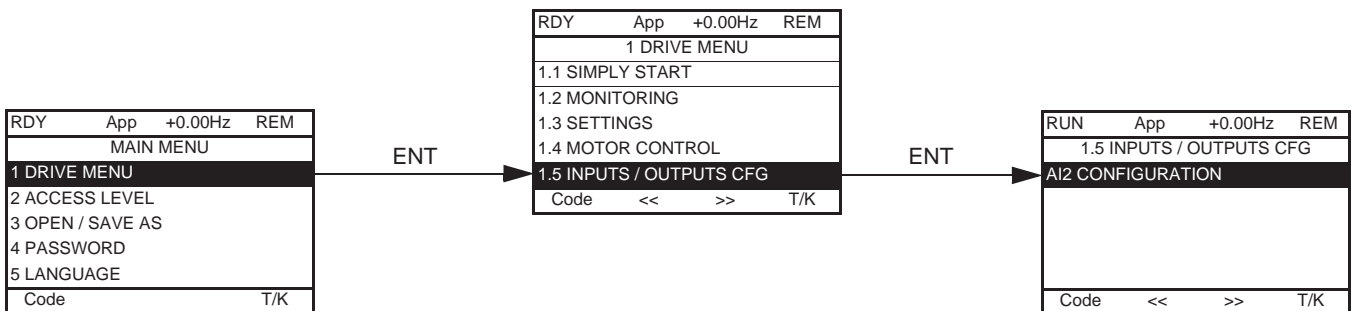 RDY App +0.00Hz REM
MAIN MENU
1 DRIVE MENU
2 ACCESS LEVEL
3 OPEN / SAVE AS
4 PASSWORD
5 LANGUAGE
Code T/K
ENT
RDY App +0.00Hz REM
1 DRIVE MENU
1.1 SIMPLY START
1.2 MONITORING
1.3 SETTINGS
1.4 MOTOR CONTROL
1.5 INPUTS / OUTPUTS CFG
Code << >> T/K
ENT
RUN App +0.00Hz REM
1.5 INPUTS / OUTPUTS CFG
AI2 CONFIGURATION
Code << >> T/K